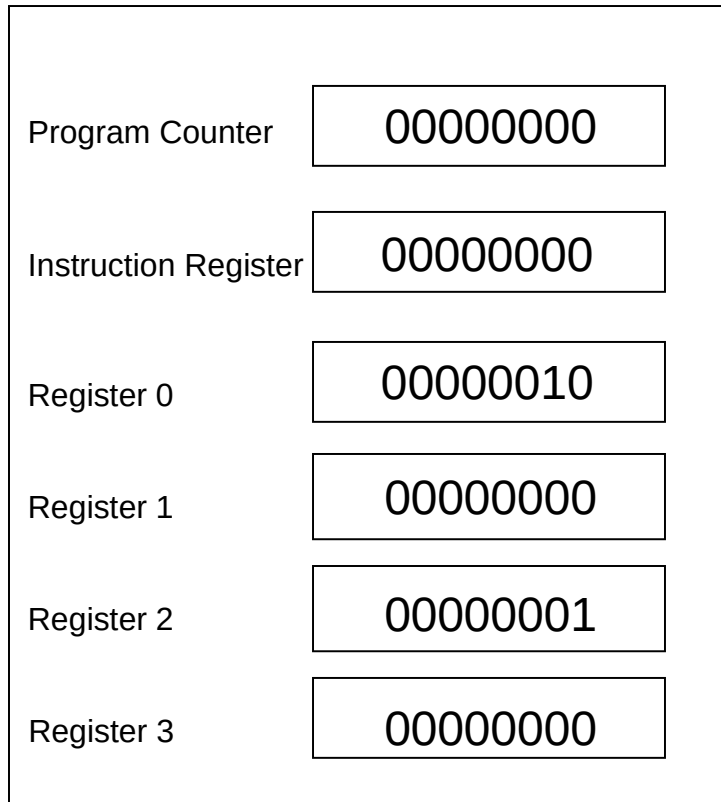 Program Counter 00000000
Instruction Register 00000000
Register 0 00000010
Register 1 00000000
Register 2 00000001
Register 3 00000000